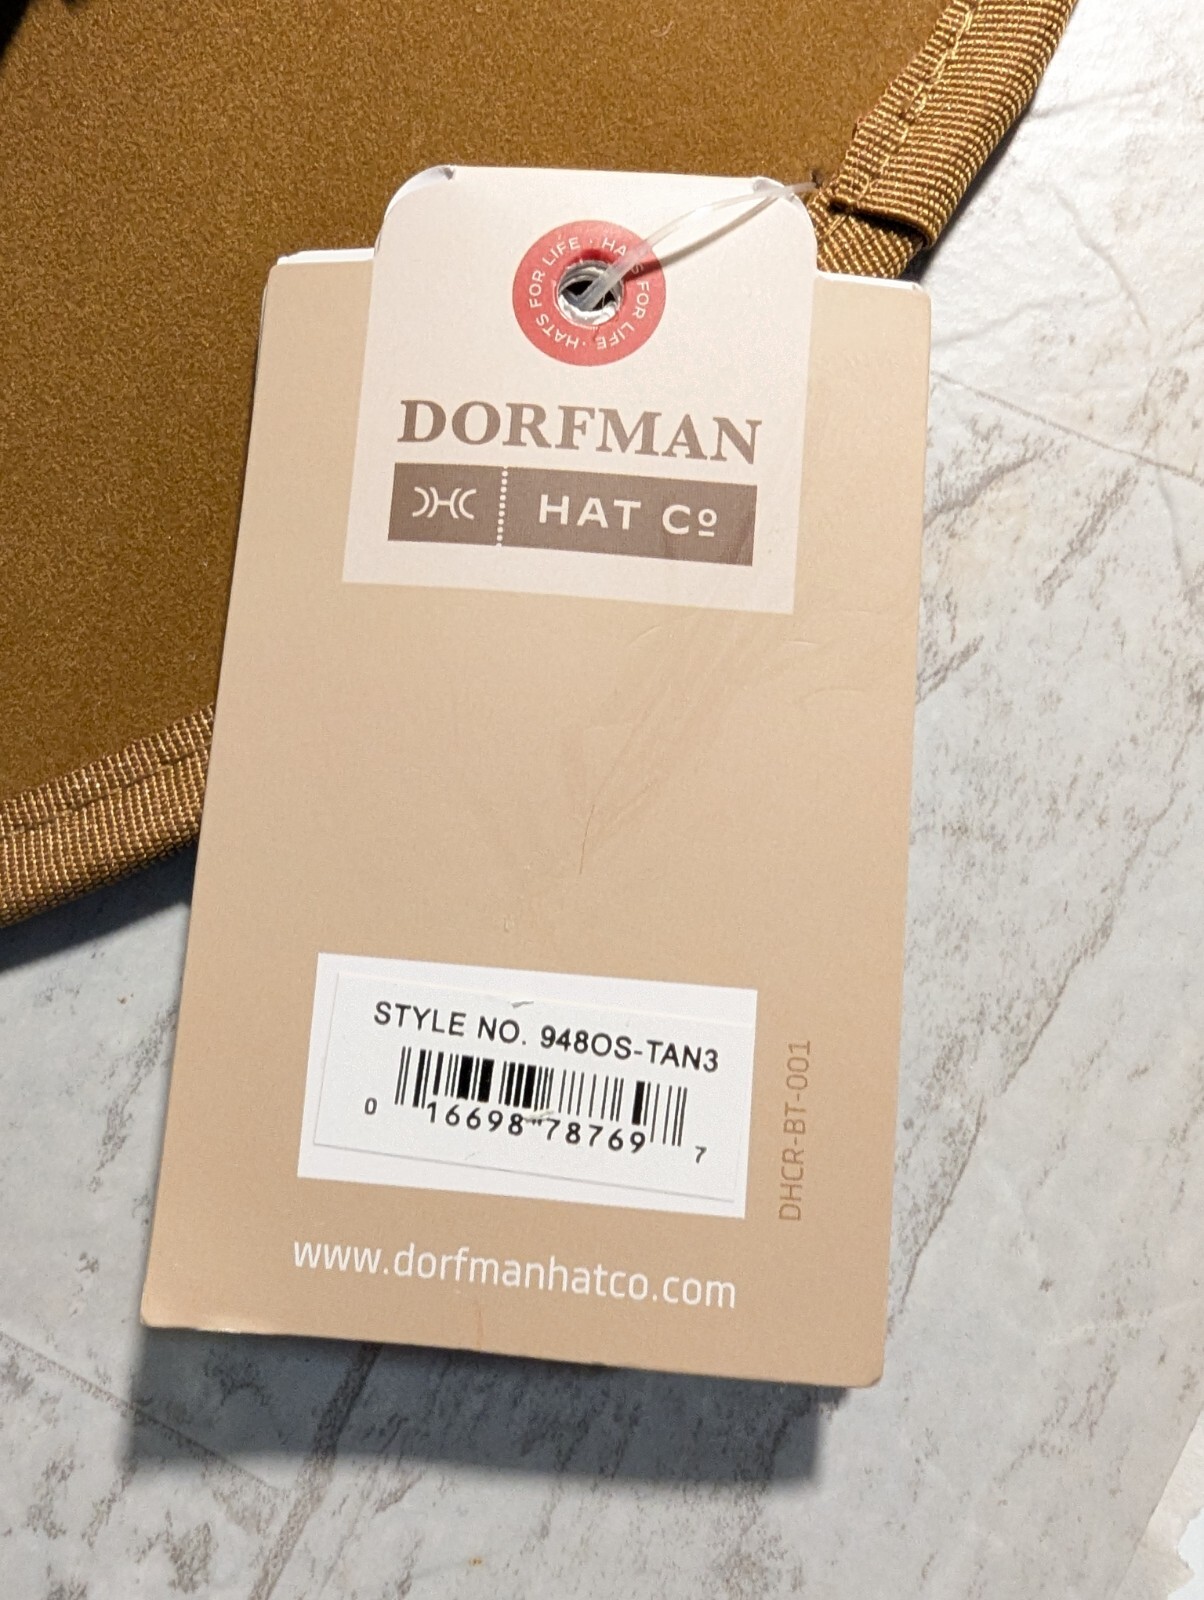 HATS FOR LIFE · HATS FOR LIFE ·
DORFMAN
DHC HAT Cº
STYLE NO. 948OS-TAN3
0 16698 78769 7
DHCR-BT-001
www.dorfmanhatco.com